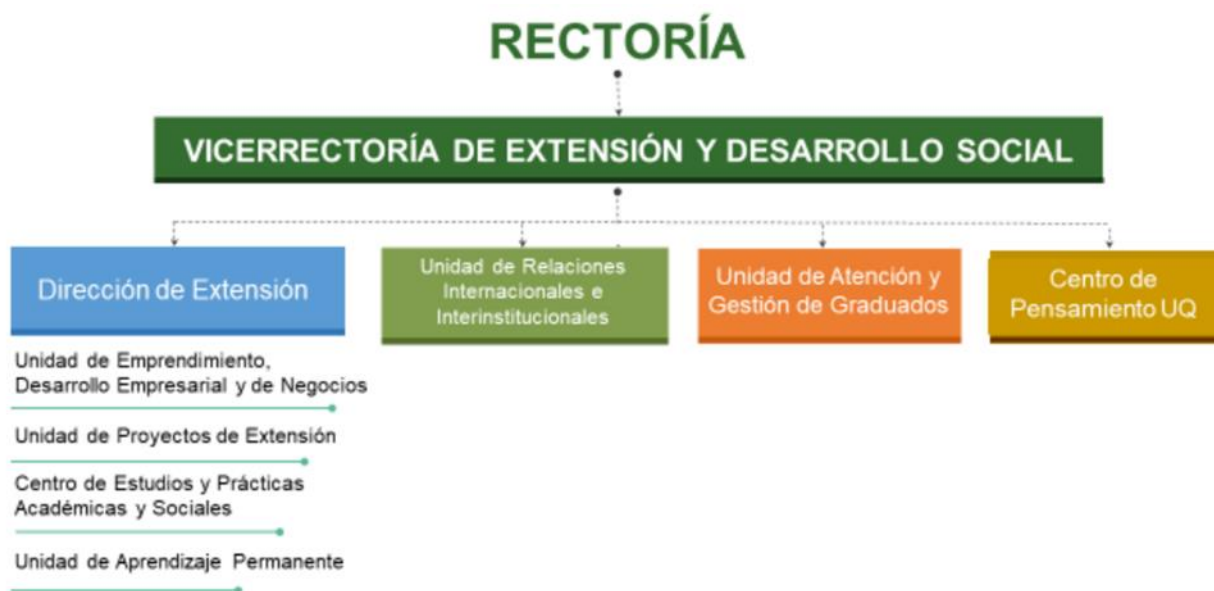 RECTORÍA
VICERRECTORÍA DE EXTENSIÓN Y DESARROLLO SOCIAL
Dirección de Extensión
Unidad de Relaciones
Internacionales e
Interinstitucionales
Unidad de Atención y
Gestión de Graduados
Centro de
Pensamiento UQ
Unidad de Emprendimiento,
Desarrollo Empresarial y de Negocios
Unidad de Proyectos de Extensión
Centro de Estudios y Prácticas
Académicas y Sociales
Unidad de Aprendizaje Permanente